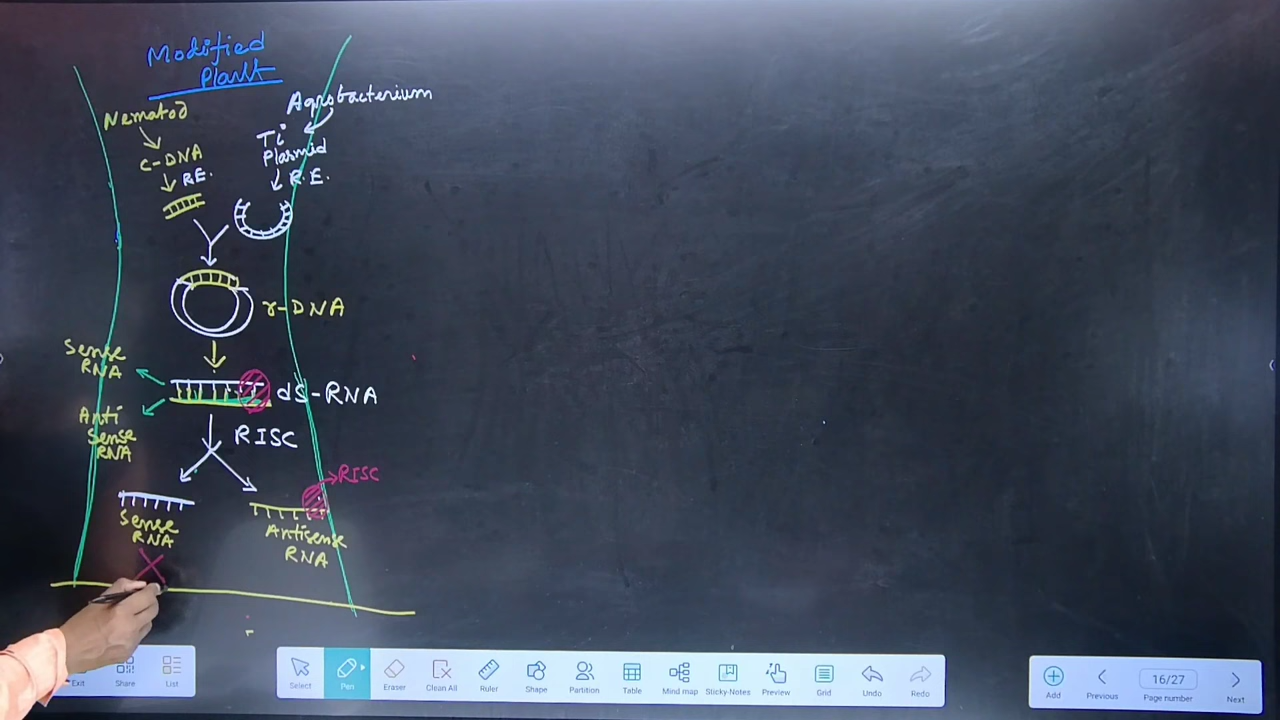 Modified
Plant
Agrobacterium
Nematod
Ti
Plasmid
C-DNA
R.E.
R.E.
r-DNA
Sense
RNA
dS-RNA
Anti
Sense
RNA
RISC
RISC
Sense
RNA
Antisense
RNA
Exit
Share
List
Select
Pen
Eraser
Clean All
Ruler
Shape
Partition
Table
Mind map
Sticky-Notes
Preview
Grid
Undo
Redo
Add
Previous
16/27
Page number
Next